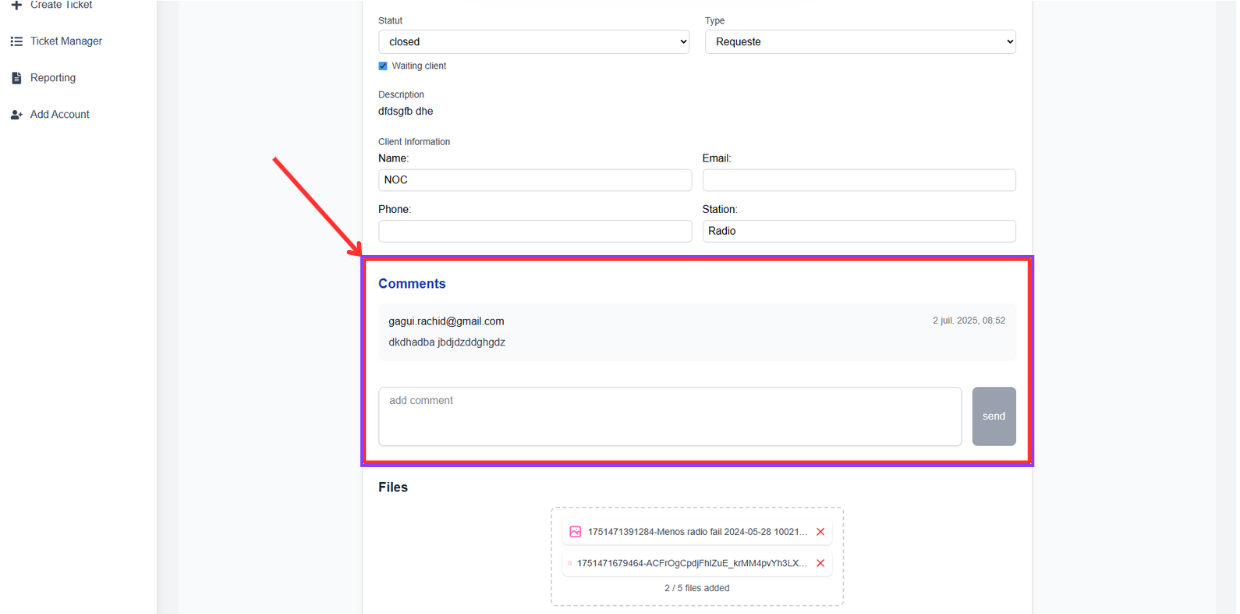 Create Ticket
Ticket Manager
Reporting
Add Account
Statut
Type
closed
Requeste
Waiting client
Description
dfdsgfb dhe
Client Information
Name:
Email:
NOC
Phone:
Station:
Radio
Comments
gagui.rachid@gmail.com
2 juil. 2025, 08:52
dkdhadba jbdjdzddghgdz
add comment
send
Files
1751471391284-Menos radio fail 2024-05-28 10021...
1751471679464-ACFrOgCpdjFhIZuE_krMM4pvYh3LX...
2 / 5 files added